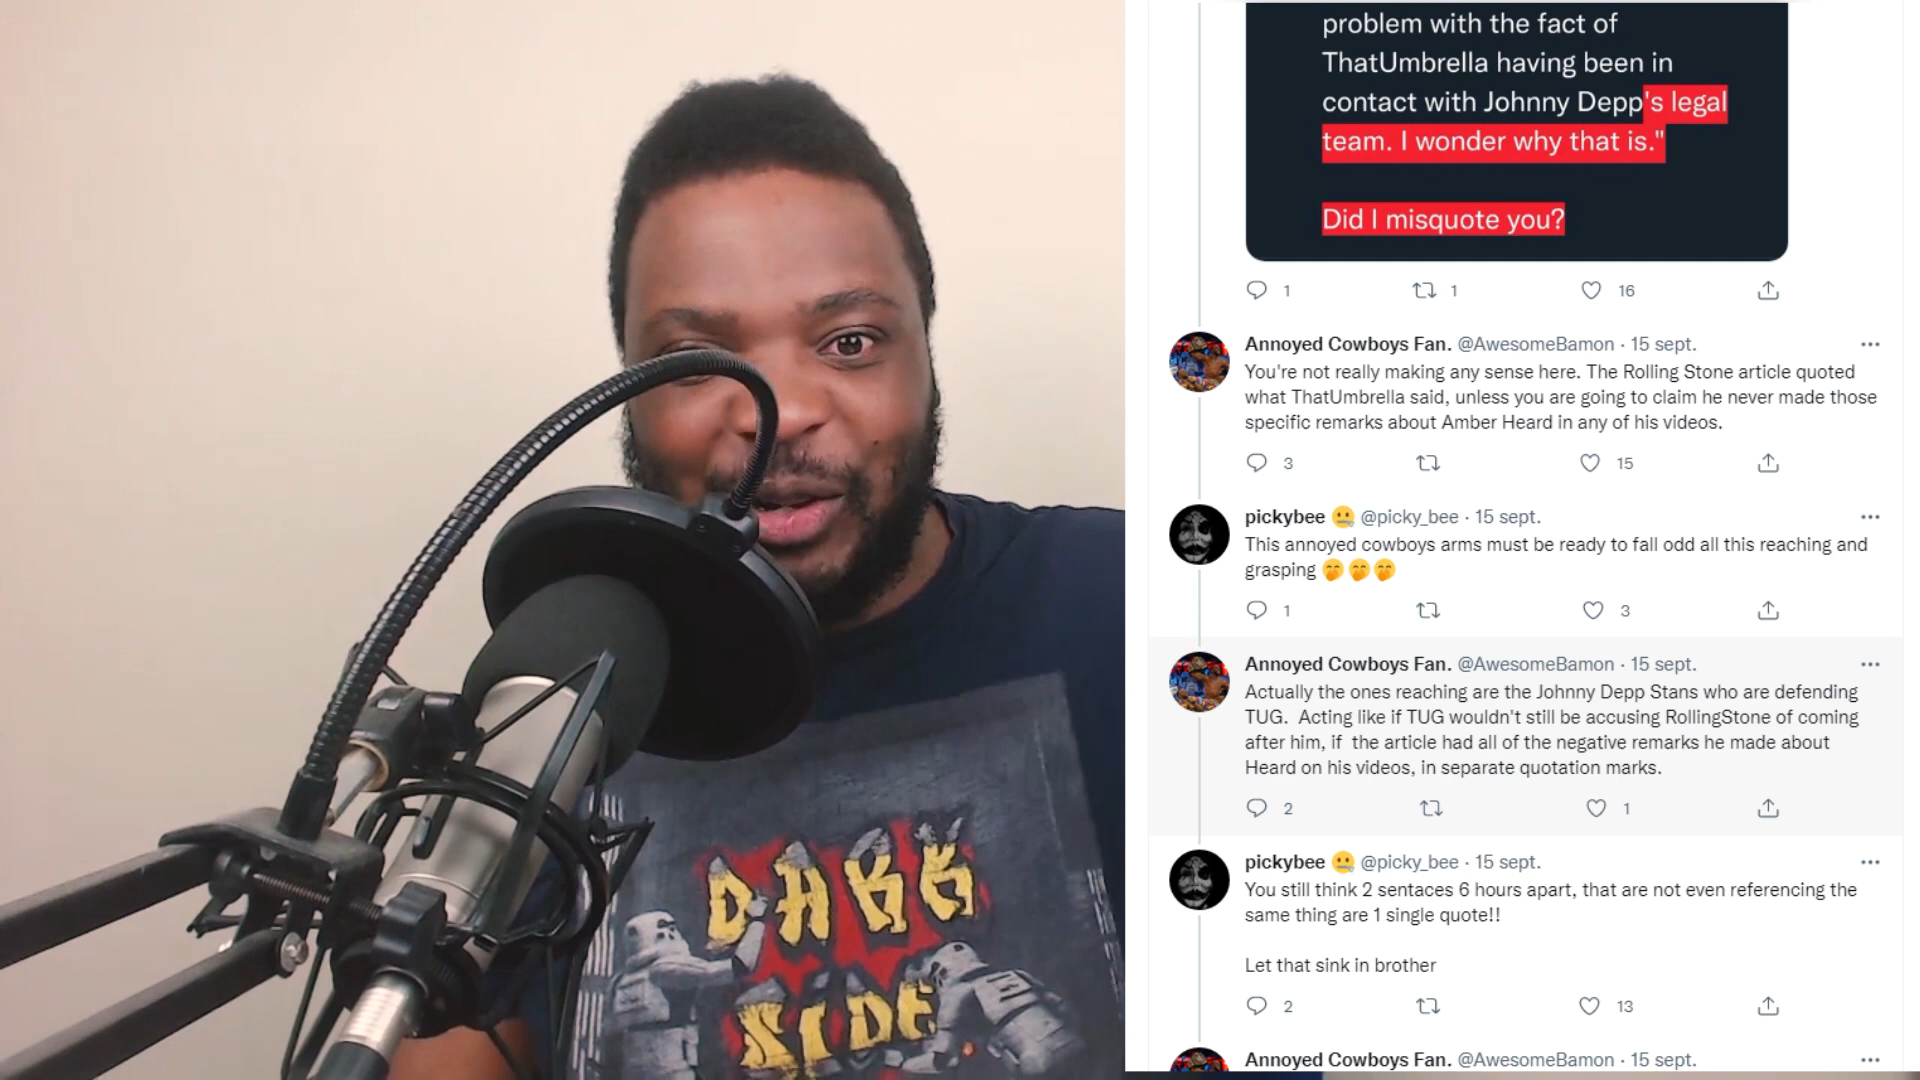 problem with the fact of
ThatUmbrella having been in
contact with Johnny Depp's legal
team. I wonder why that is."
Did I misquote you?
1 1 16
Annoyed Cowboys Fan. @AwesomeBamon · 15 sept.
You're not really making any sense here. The Rolling Stone article quoted
what ThatUmbrella said, unless you are going to claim he never made those
specific remarks about Amber Heard in any of his videos.
3 15
pickybee 🤐 @picky_bee · 15 sept.
This annoyed cowboys arms must be ready to fall odd all this reaching and
grasping 🤭🤭🤭
1 3
Annoyed Cowboys Fan. @AwesomeBamon · 15 sept.
Actually the ones reaching are the Johnny Depp Stans who are defending
TUG.  Acting like if TUG wouldn't still be accusing RollingStone of coming
after him, if  the article had all of the negative remarks he made about
Heard on his videos, in separate quotation marks.
2 1
pickybee 🤐 @picky_bee · 15 sept.
You still think 2 sentaces 6 hours apart, that are not even referencing the
same thing are 1 single quote!!
Let that sink in brother
2 13
Annoyed Cowboys Fan. @AwesomeBamon · 15 sept.
DARK
SIDE